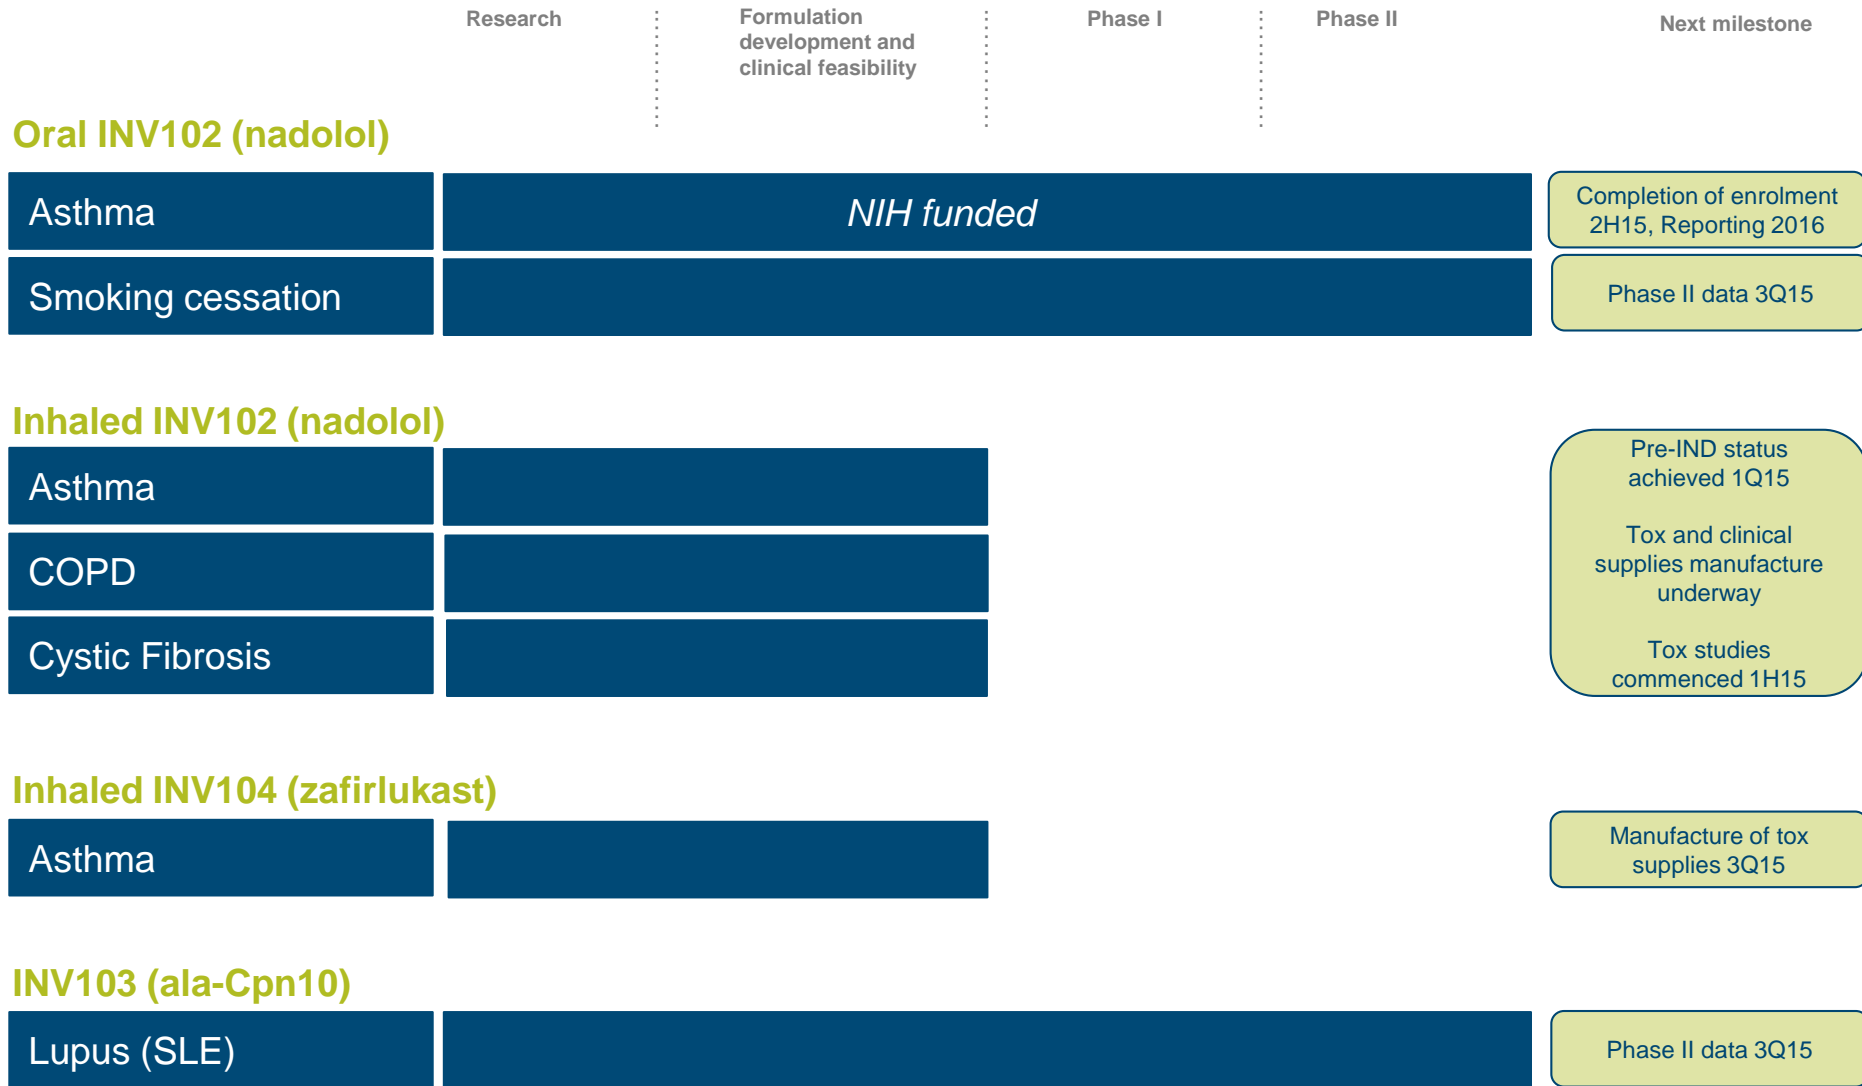 Research
Formulation
development and
clinical feasibility
Phase I
Phase II
Next milestone
Oral INV102 (nadolol)
Asthma
NIH funded
Completion of enrolment
2H15, Reporting 2016
Smoking cessation
Phase II data 3Q15
Inhaled INV102 (nadolol)
Asthma
COPD
Cystic Fibrosis
Pre-IND status
achieved 1Q15
Tox and clinical
supplies manufacture
underway
Tox studies
commenced 1H15
Inhaled INV104 (zafirlukast)
Asthma
Manufacture of tox
supplies 3Q15
INV103 (ala-Cpn10)
Lupus (SLE)
Phase II data 3Q15